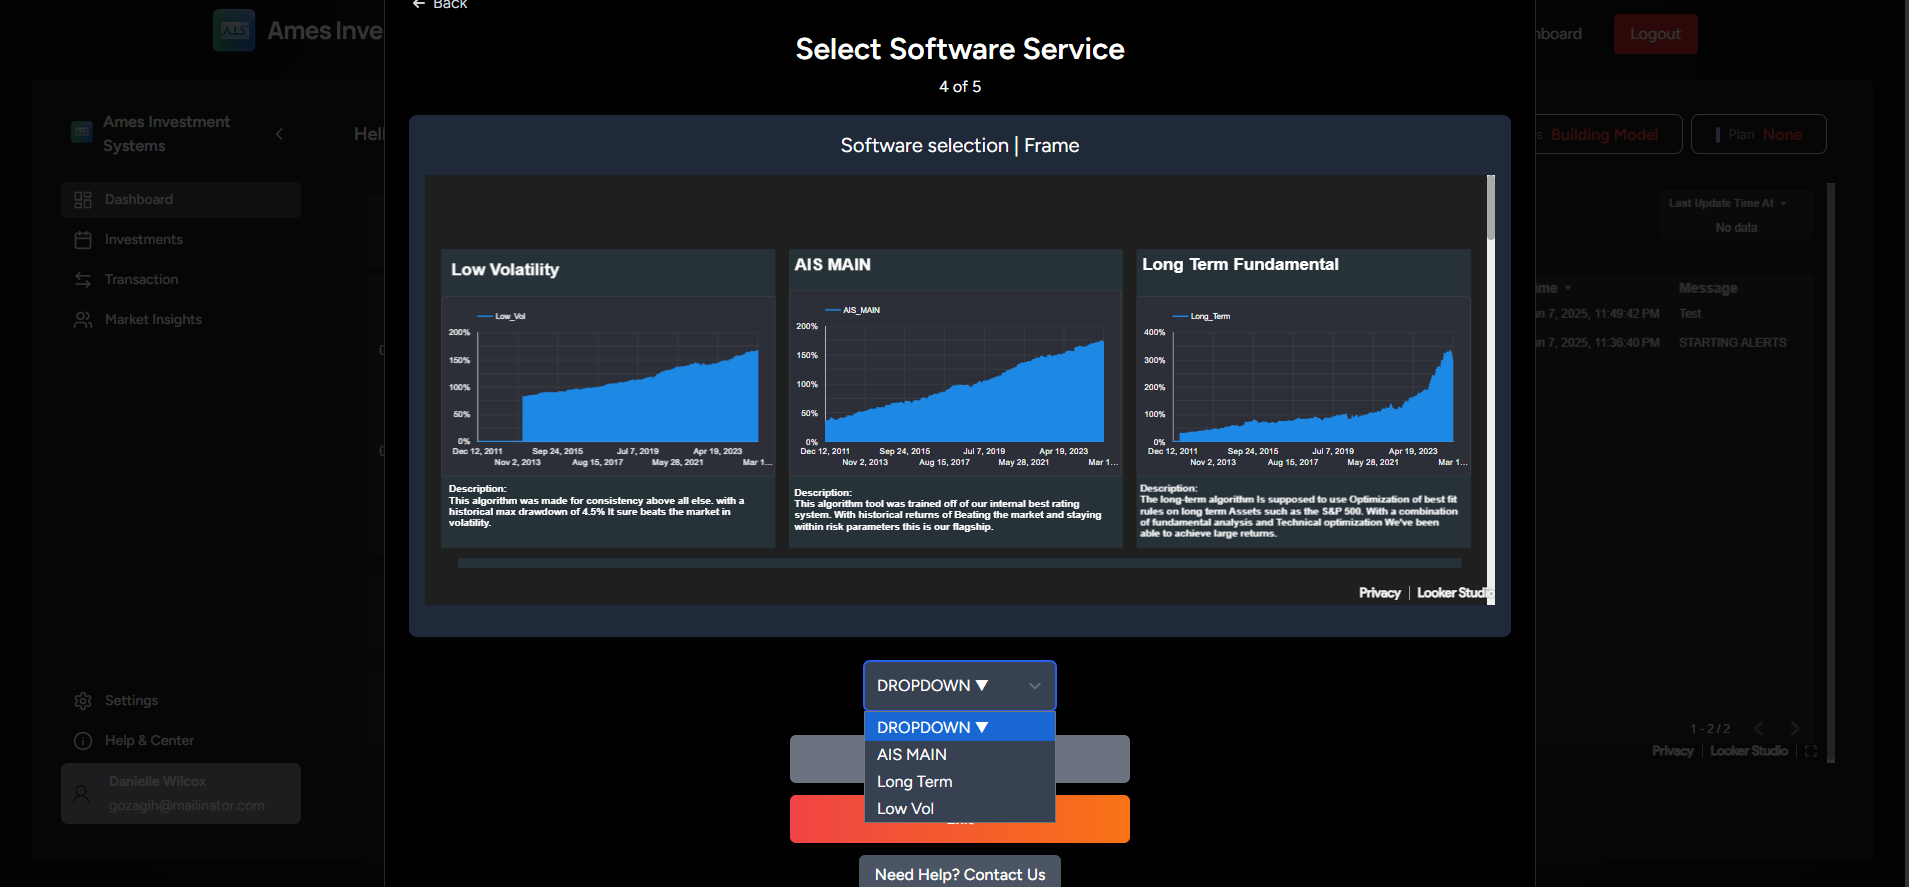 Back
AIS
Ames Inve
Select Software Service
4 of 5
board
Logout
Ames Investment
Systems
Hell
Dashboard
Investments
Transaction
Market Insights
Software selection | Frame
Low Volatility
Low_Vol
200%
150%
100%
50%
0%
Dec 12, 2011
Sep 24, 2015
Jul 7, 2019
Apr 19, 2023
Nov 2, 2013
Aug 15, 2017
May 28, 2021
Mar 1...
Description:
This algorithm was made for consistency above all else. with a
historical max drawdown of 4.5% It sure beats the market in
volatility.
AIS MAIN
AIS_MAIN
200%
150%
100%
50%
0%
Dec 12, 2011
Sep 24, 2015
Jul 7, 2019
Apr 19, 2023
Nov 2, 2013
Aug 15, 2017
May 28, 2021
Mar 1...
Description:
This algorithm tool was trained off of our internal best rating
system. With historical returns of Beating the market and staying
within risk parameters this is our flagship.
Long Term Fundamental
Long_Term
400%
300%
200%
100%
0%
Dec 12, 2011
Sep 24, 2015
Jul 7, 2019
Apr 19, 2023
Nov 2, 2013
Aug 15, 2017
May 28, 2021
Mar 1...
Description:
The long-term algorithm Is supposed to use Optimization of best fit
rules on long term Assets such as the S&P 500. With a combination
of fundamental analysis and Technical optimization We've been
able to achieve large returns.
Privacy
Looker Studio
s Building Model
Plan None
Last Update Time At
No data
ime
Message
n 7, 2025, 11:49:42 PM
Test
n 7, 2025, 11:36:40 PM
STARTING ALERTS
1 - 2 / 2
Privacy
Looker Studio
DROPDOWN ▼
DROPDOWN ▼
AIS MAIN
Long Term
Low Vol
Need Help? Contact Us
Settings
Help & Center
Danielle Wilcox
gozagih@mailinator.com